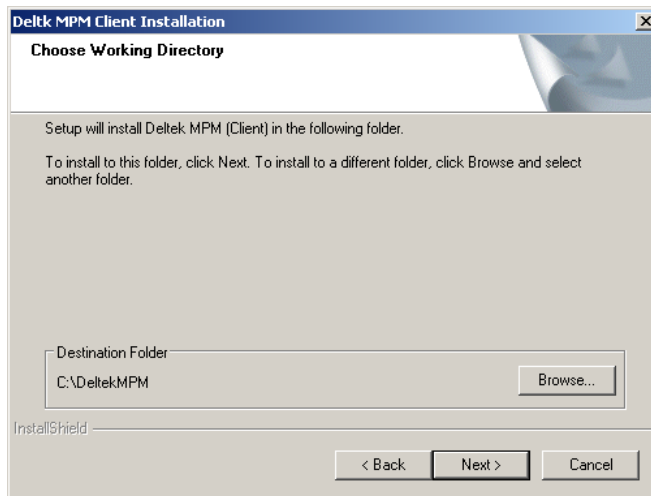 Deltk MPM Client Installation
Choose Working Directory
Setup will install Deltek MPM (Client) in the following folder.
To install to this folder, click Next. To install to a different folder, click Browse and select
another folder.
Destination Folder
C:\DeltekMPM
Browse...
InstallShield
< Back
Next >
Cancel